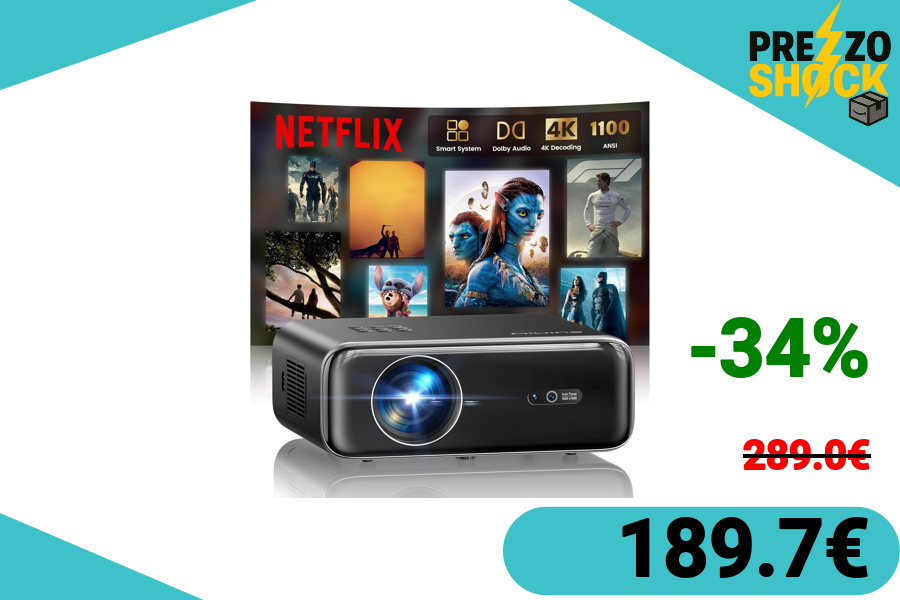 PREZZO
SHOCK
NETFLIX
4K
1100
Smart System
Dolby Audio
4K Decoding
ANSI
-34%
289.0€
189.7€